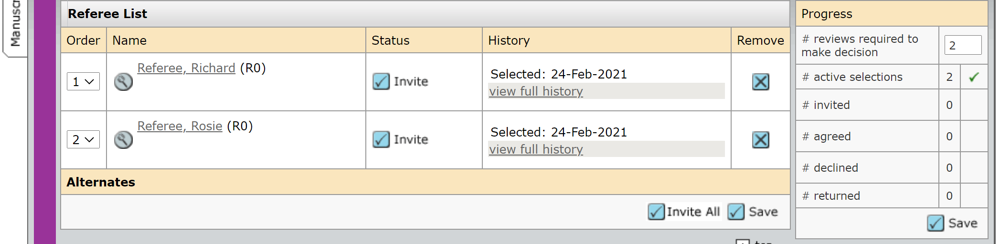 Manuscr
Referee List
Order Name Status History Remove
1 Referee, Richard (R0) Invite Selected: 24-Feb-2021
view full history
2 Referee, Rosie (R0) Invite Selected: 24-Feb-2021
view full history
Alternates
Invite All Save
Progress
# reviews required to
make decision 2
# active selections 2
# invited 0
# agreed 0
# declined 0
# returned 0
Save